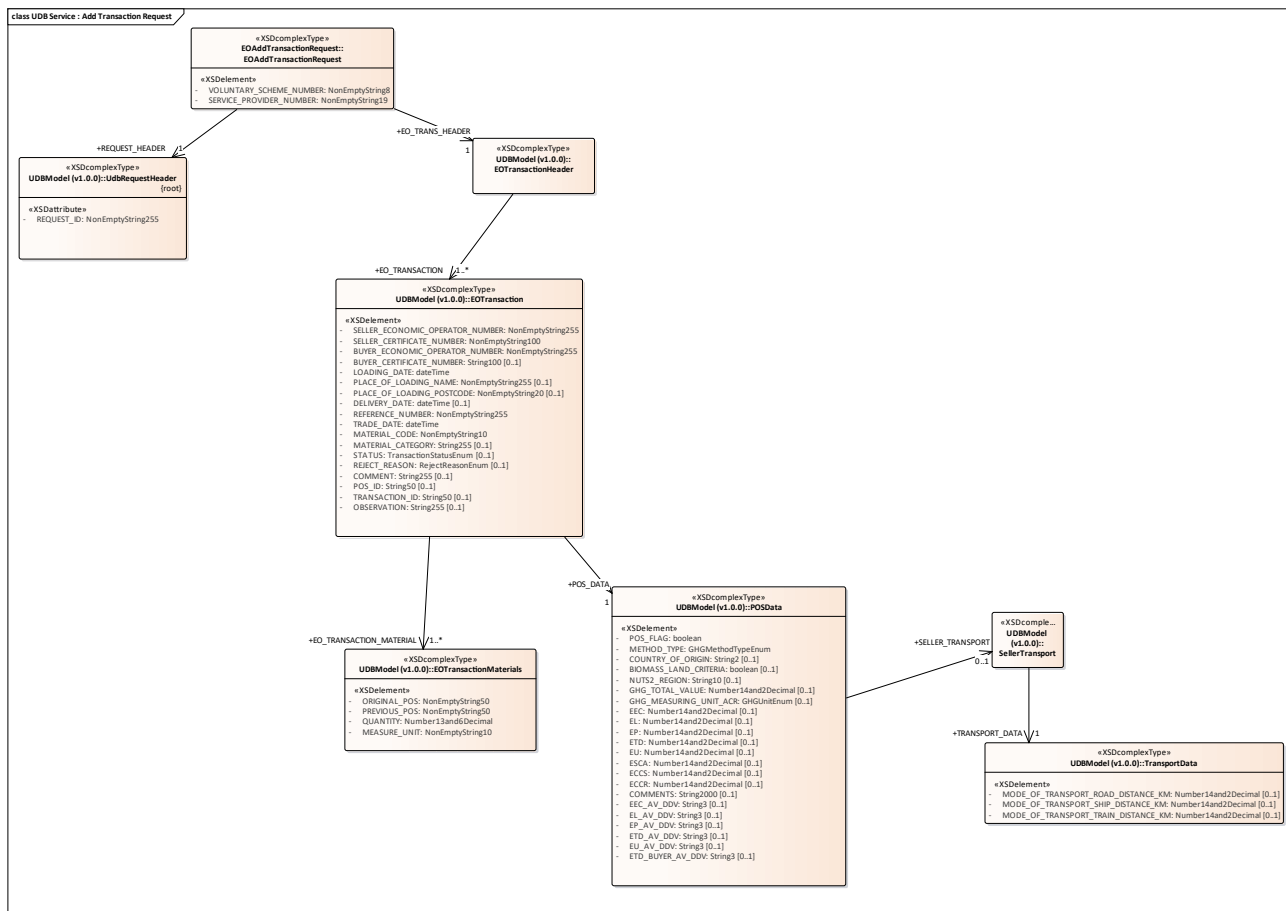 class UDB Service : Add Transaction Request
«XSDcomplexType»
EOAddTransactionRequest::
EOAddTransactionRequest
«XSDelement»
- VOLUNTARY_SCHEME_NUMBER: NonEmptyString8
- SERVICE_PROVIDER_NUMBER: NonEmptyString19
+REQUEST_HEADER
1
+EO_TRANS_HEADER
1
«XSDcomplexType»
UDBModel (v1.0.0)::UdbRequestHeader
{root}
«XSDattribute»
- REQUEST_ID: NonEmptyString255
«XSDcomplexType»
UDBModel (v1.0.0)::
EOTransactionHeader
+EO_TRANSACTION
1..*
«XSDcomplexType»
UDBModel (v1.0.0)::EOTransaction
«XSDelement»
- SELLER_ECONOMIC_OPERATOR_NUMBER: NonEmptyString255
- SELLER_CERTIFICATE_NUMBER: NonEmptyString100
- BUYER_ECONOMIC_OPERATOR_NUMBER: NonEmptyString255
- BUYER_CERTIFICATE_NUMBER: String100 [0..1]
- LOADING_DATE: dateTime
- PLACE_OF_LOADING_NAME: NonEmptyString255 [0..1]
- PLACE_OF_LOADING_POSTCODE: NonEmptyString20 [0..1]
- DELIVERY_DATE: dateTime [0..1]
- REFERENCE_NUMBER: NonEmptyString255
- TRADE_DATE: dateTime
- MATERIAL_CODE: NonEmptyString10
- MATERIAL_CATEGORY: String255 [0..1]
- STATUS: TransactionStatusEnum [0..1]
- REJECT_REASON: RejectReasonEnum [0..1]
- COMMENT: String255 [0..1]
- POS_ID: String50 [0..1]
- TRANSACTION_ID: String50 [0..1]
- OBSERVATION: String255 [0..1]
+EO_TRANSACTION_MATERIAL
1..*
«XSDcomplexType»
UDBModel (v1.0.0)::EOTransactionMaterials
«XSDelement»
- ORIGINAL_POS: NonEmptyString50
- PREVIOUS_POS: NonEmptyString50
- QUANTITY: Number13and6Decimal
- MEASURE_UNIT: NonEmptyString10
+POS_DATA
1
«XSDcomplexType»
UDBModel (v1.0.0)::POSData
«XSDelement»
- POS_FLAG: boolean
- METHOD_TYPE: GHGMethodTypeEnum
- COUNTRY_OF_ORIGIN: String2 [0..1]
- BIOMASS_LAND_CRITERIA: boolean [0..1]
- NUTS2_REGION: String10 [0..1]
- GHG_TOTAL_VALUE: Number14and2Decimal [0..1]
- GHG_MEASURING_UNIT_ACR: GHGUnitEnum [0..1]
- EEC: Number14and2Decimal [0..1]
- EL: Number14and2Decimal [0..1]
- EP: Number14and2Decimal [0..1]
- ETD: Number14and2Decimal [0..1]
- EU: Number14and2Decimal [0..1]
- ESCA: Number14and2Decimal [0..1]
- ECCS: Number14and2Decimal [0..1]
- ECCR: Number14and2Decimal [0..1]
- COMMENTS: String2000 [0..1]
- EEC_AV_DDV: String3 [0..1]
- EL_AV_DDV: String3 [0..1]
- EP_AV_DDV: String3 [0..1]
- ETD_AV_DDV: String3 [0..1]
- EU_AV_DDV: String3 [0..1]
- ETD_BUYER_AV_DDV: String3 [0..1]
+SELLER_TRANSPORT
0..1
«XSDcomple...
UDBModel
(v1.0.0)::
SellerTransport
+TRANSPORT_DATA
1
«XSDcomplexType»
UDBModel (v1.0.0)::TransportData
«XSDelement»
- MODE_OF_TRANSPORT_ROAD_DISTANCE_KM: Number14and2Decimal [0..1]
- MODE_OF_TRANSPORT_SHIP_DISTANCE_KM: Number14and2Decimal [0..1]
- MODE_OF_TRANSPORT_TRAIN_DISTANCE_KM: Number14and2Decimal [0..1]